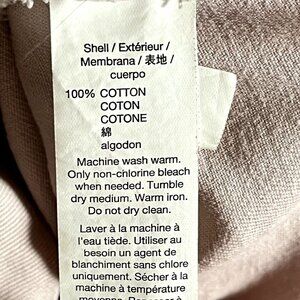 Shell / Extérieur /
Membrana / 表地 /
cuerpo
100% COTTON
COTON
COTONE
綿
algodon
Machine wash warm.
Only non-chlorine bleach
when needed. Tumble
dry medium. Warm iron.
Do not dry clean.
Laver à la machine à
l'eau tiède. Utiliser au
besoin un agent de
blanchiment sans chlore
uniquement. Sécher à la
machine à température
moyenne.